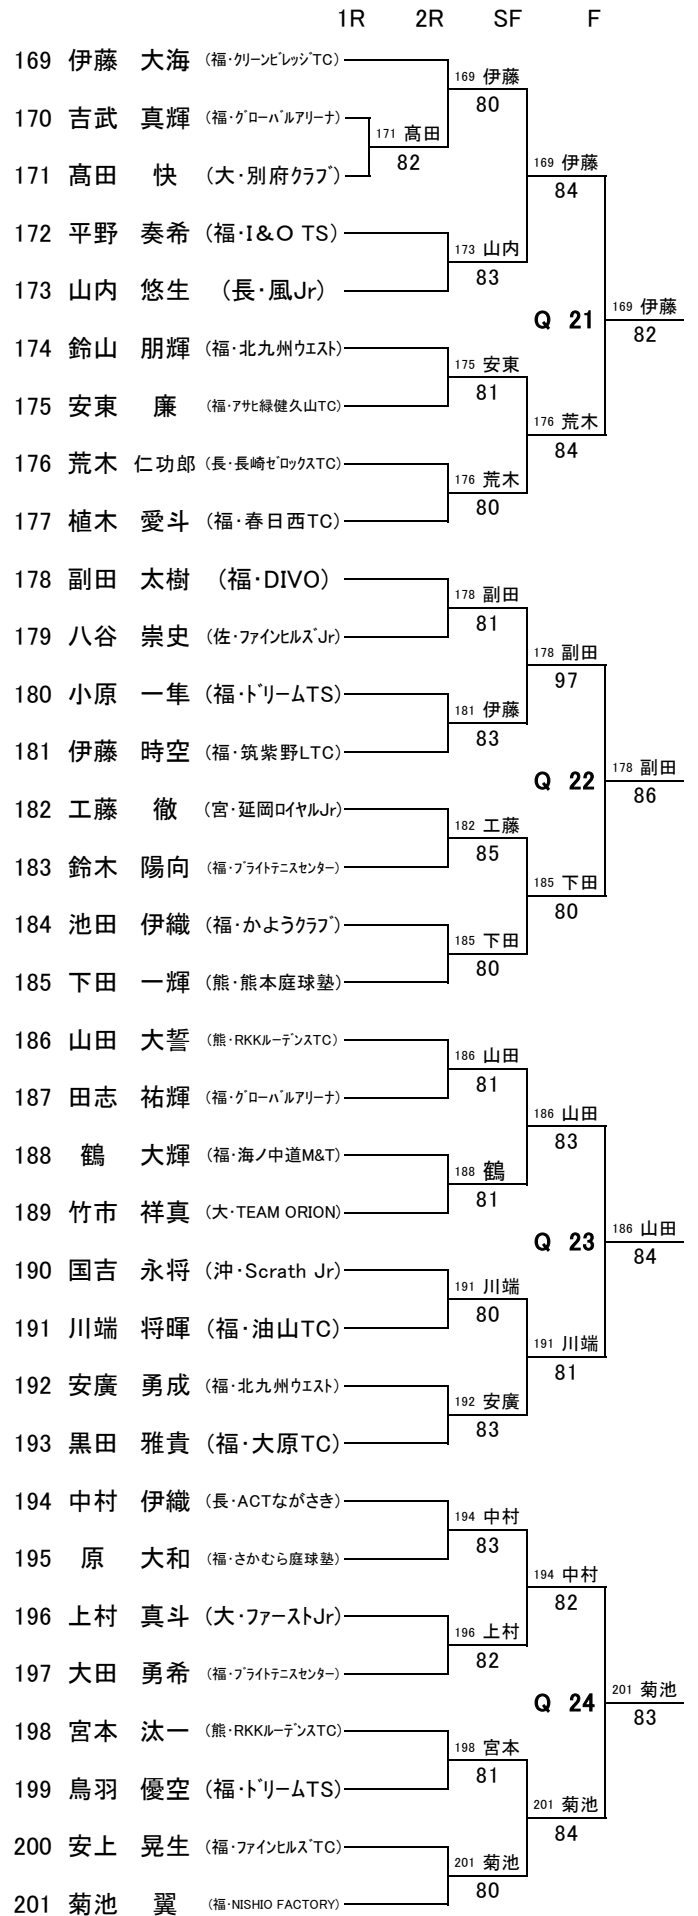 1R 2R SF F
169 伊藤 大海 (福・クリーンビレッジTC)
169 伊藤
80
170 吉武 真輝 (福・グローバルアリーナ)
171 髙田
82
169 伊藤
84
171 髙田 快 (大・別府クラブ)
172 平野 奏希 (福・I&O TS)
173 山内
83
173 山内 悠生 (長・風Jr)
Q 21
169 伊藤
82
174 鈴山 朋輝 (福・北九州ウエスト)
175 安東
81
175 安東 廉 (福・アサヒ緑健久山TC)
176 荒木
84
176 荒木 仁功郎 (長・長崎ゼロックスTC)
176 荒木
80
177 植木 愛斗 (福・春日西TC)
178 副田 太樹 (福・DIVO)
178 副田
81
179 八谷 崇史 (佐・ファインヒルズJr)
178 副田
97
180 小原 一隼 (福・ドリームTS)
181 伊藤
83
181 伊藤 時空 (福・筑紫野LTC)
Q 22
178 副田
86
182 工藤 徹 (宮・延岡ロイヤルJr)
182 工藤
85
183 鈴木 陽向 (福・ブライトテニスセンター)
185 下田
80
184 池田 伊織 (福・かようクラブ)
185 下田
80
185 下田 一輝 (熊・熊本庭球塾)
186 山田 大誓 (熊・RKKルーデンスTC)
186 山田
81
187 田志 祐輝 (福・グローバルアリーナ)
186 山田
83
188 鶴 大輝 (福・海ノ中道M&T)
188 鶴
81
189 竹市 祥真 (大・TEAM ORION)
Q 23
186 山田
84
190 国吉 永将 (沖・Scrath Jr)
191 川端
80
191 川端 将暉 (福・油山TC)
191 川端
81
192 安廣 勇成 (福・北九州ウエスト)
192 安廣
83
193 黒田 雅貴 (福・大原TC)
194 中村 伊織 (長・ACTながさき)
194 中村
83
195 原 大和 (福・さかむら庭球塾)
194 中村
82
196 上村 真斗 (大・ファーストJr)
196 上村
82
197 大田 勇希 (福・ブライトテニスセンター)
Q 24
201 菊池
83
198 宮本 汰一 (熊・RKKルーデンスTC)
198 宮本
81
199 鳥羽 優空 (福・ドリームTS)
201 菊池
84
200 安上 晃生 (福・ファインヒルズTC)
201 菊池
80
201 菊池 翼 (福・NISHIO FACTORY)